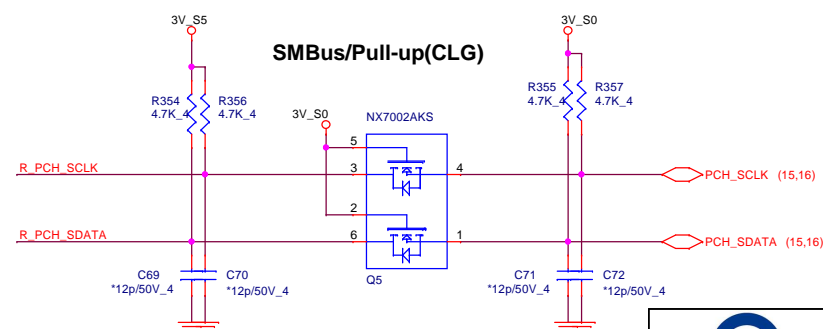 3V_S5
3V_S0
SMBus/Pull-up(CLG)
R354
4.7K_4
R356
4.7K_4
R355
4.7K_4
R357
4.7K_4
3V_S0
NX7002AKS
5
R_PCH_SCLK
3
4
PCH_SCLK (15,16)
2
R_PCH_SDATA
6
1
PCH_SDATA (15,16)
C69
*12p/50V_4
C70
*12p/50V_4
Q5
C71
*12p/50V_4
C72
*12p/50V_4